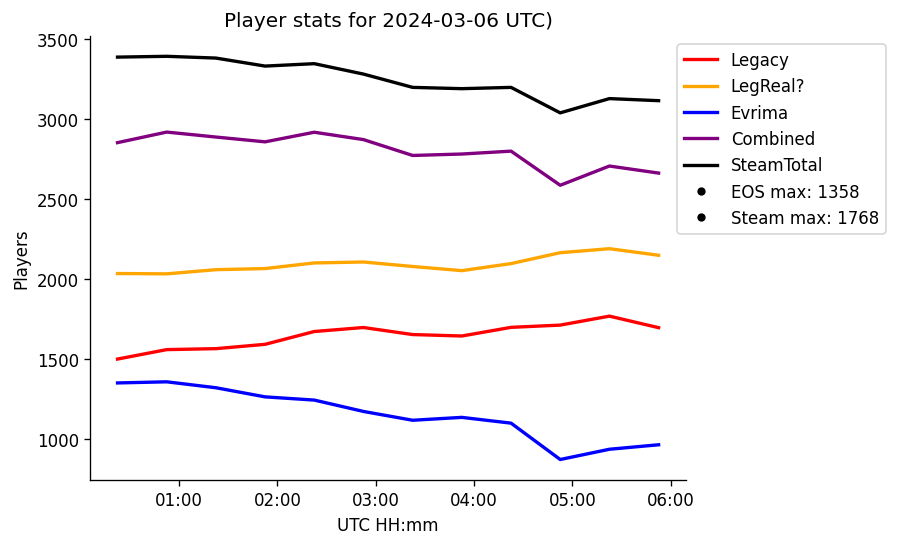 Player stats for 2024-03-06 UTC)
3500
3000
2500
2000
1500
1000
Players
01:00 02:00 03:00 04:00 05:00 06:00
UTC HH:mm
Legacy
LegReal?
Evrima
Combined
SteamTotal
EOS max: 1358
Steam max: 1768